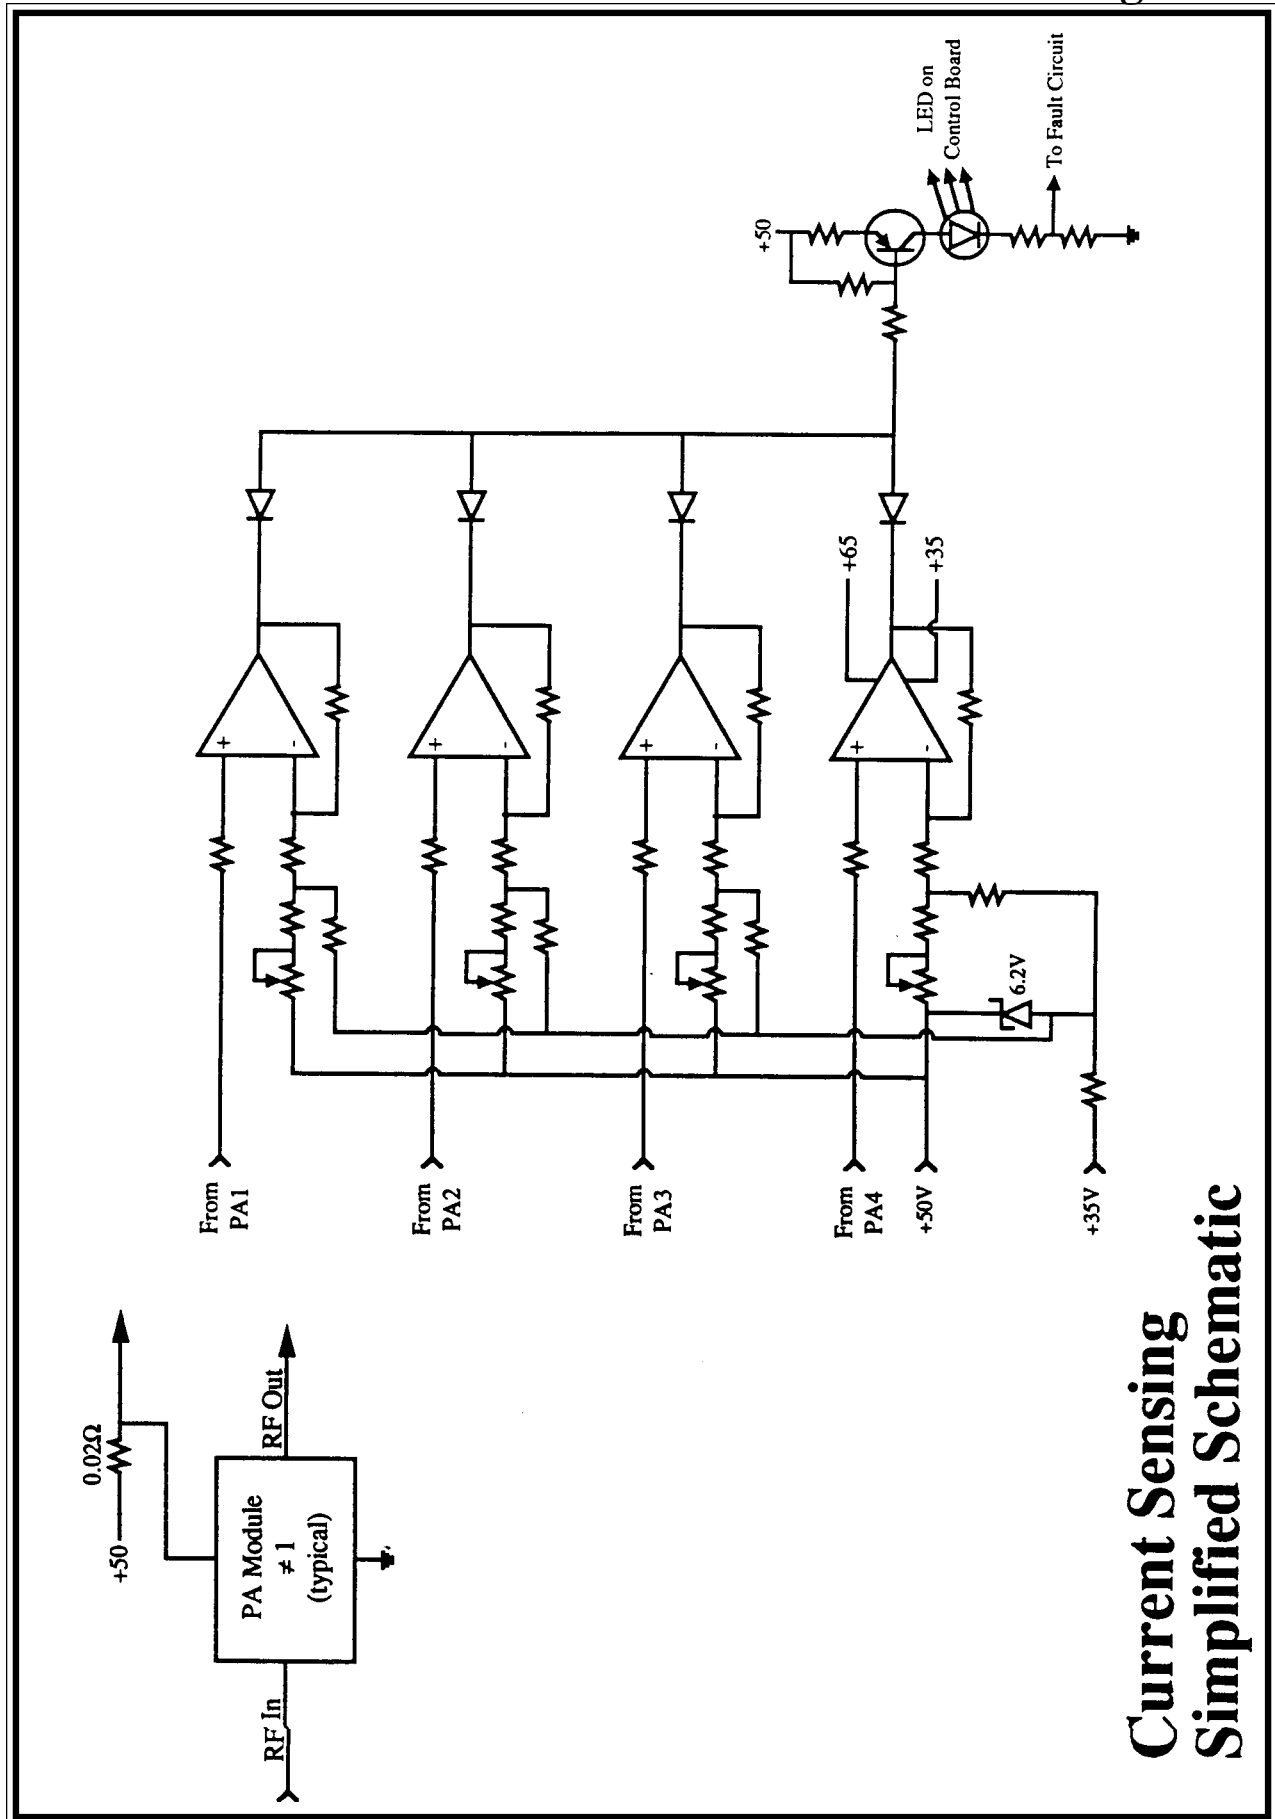 LED on
Control Board
To Fault Circuit
+50
+65
+35
+
-
+
-
+
-
+
-
6.2V
From
PA1
From
PA2
From
PA3
From
PA4
+50V
+35V
0.02Ω
+50
RF Out
PA Module
≠ 1
(typical)
RF In
Current Sensing
Simplified Schematic